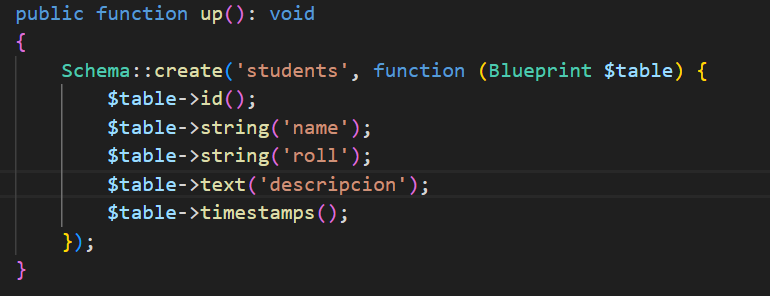 public function up(): void
{
    Schema::create('students', function (Blueprint $table) {
        $table->id();
        $table->string('name');
        $table->string('roll');
        $table->text('descripcion');
        $table->timestamps();
    });
}